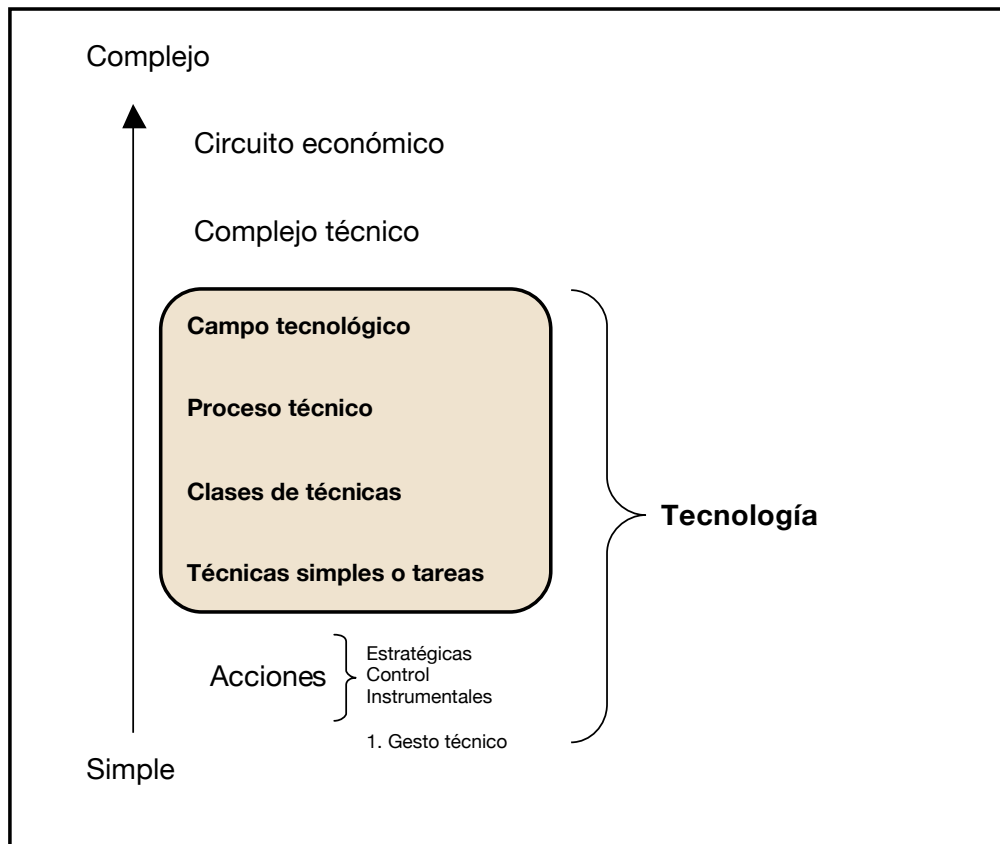 Complejo
Circuito económico
Complejo técnico
Campo tecnológico
Proceso técnico
Clases de técnicas
Tecnología
Técnicas simples o tareas
Acciones
Estratégicas
Control
Instrumentales
1. Gesto técnico
Simple